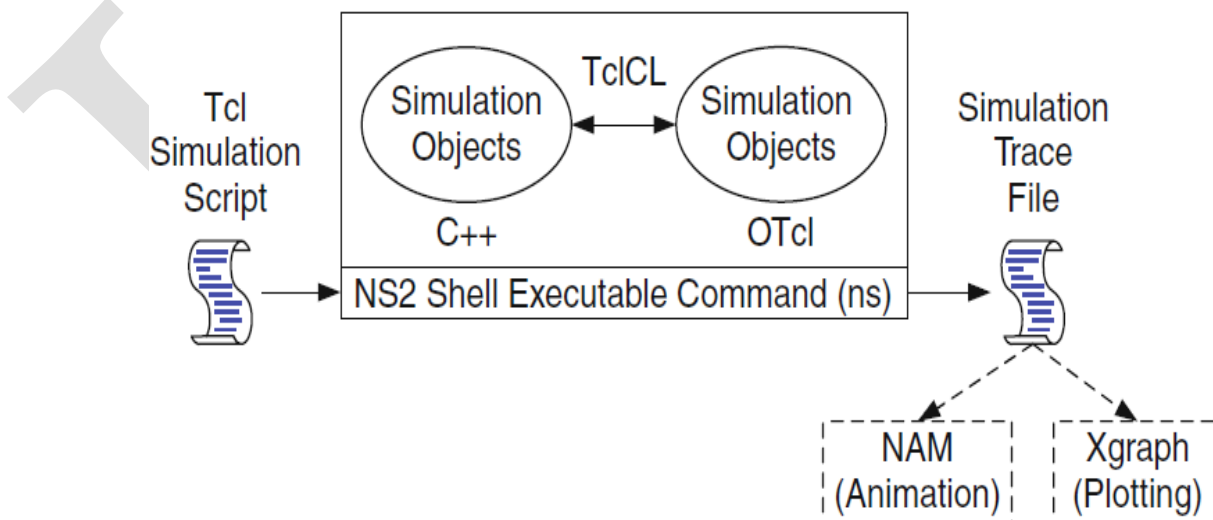 Tcl
Simulation
Script
TclCL
Simulation
Objects
C++
Simulation
Objects
OTcl
NS2 Shell Executable Command (ns)
Simulation
Trace
File
NAM
(Animation)
Xgraph
(Plotting)